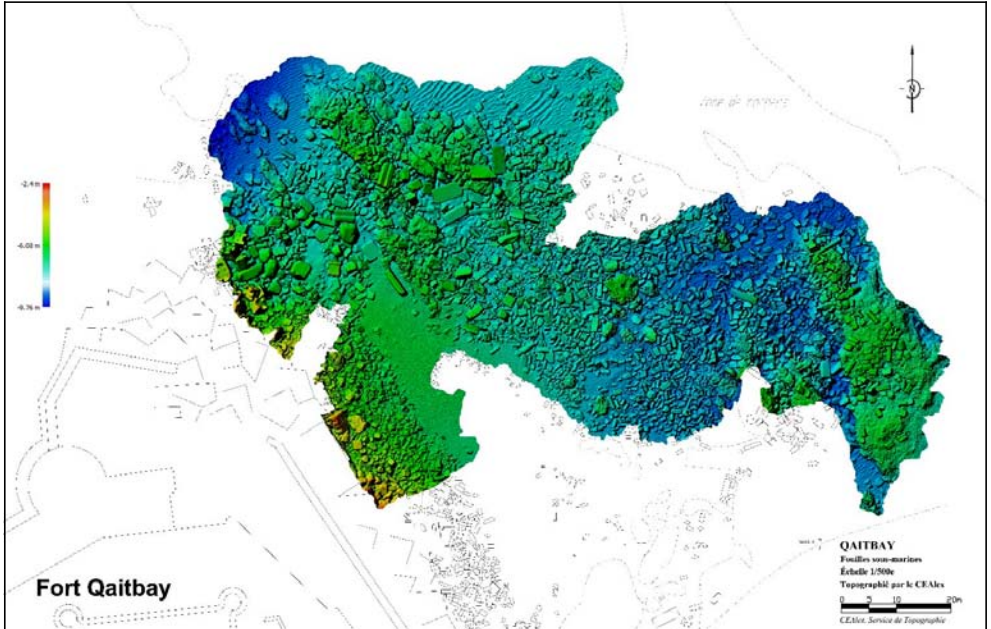 N
-2.4m
-6.08 m
-9.76 m
Fort Qaitbay
QAITBAY
Fouilles sous-marines
Échelle 1/500e
Topographié par le CEAlex
0 5 10 20m
CEAlex. Service de Topographie